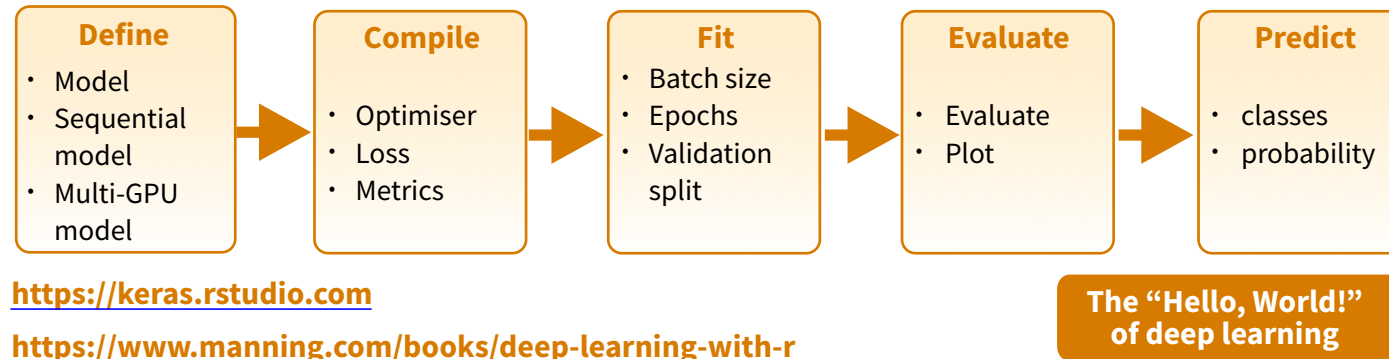 Define
· Model
· Sequential
model
· Multi-GPU
model
Compile
· Optimiser
· Loss
· Metrics
Fit
· Batch size
· Epochs
· Validation
split
Evaluate
· Evaluate
· Plot
Predict
· classes
· probability
https://keras.rstudio.com
https://www.manning.com/books/deep-learning-with-r
The “Hello, World!”
of deep learning